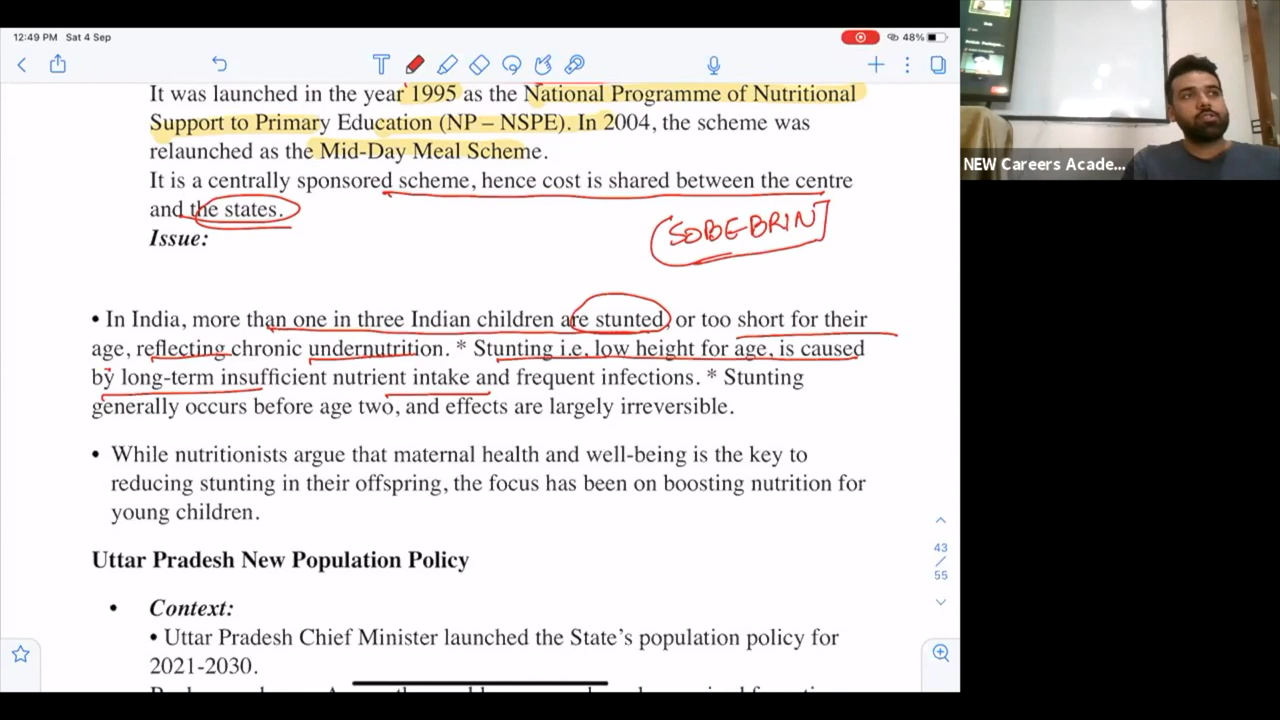 12:49 PM Sat 4 Sep
48%
It was launched in the year 1995 as the National Programme of Nutritional
Support to Primary Education (NP – NSPE). In 2004, the scheme was
relaunched as the Mid-Day Meal Scheme.
It is a centrally sponsored scheme, hence cost is shared between the centre
and the states.
SOBEBRIN
Issue:
• In India, more than one in three Indian children are stunted, or too short for their
age, reflecting chronic undernutrition. * Stunting i.e, low height for age, is caused
by long-term insufficient nutrient intake and frequent infections. * Stunting
generally occurs before age two, and effects are largely irreversible.
• While nutritionists argue that maternal health and well-being is the key to
reducing stunting in their offspring, the focus has been on boosting nutrition for
young children.
Uttar Pradesh New Population Policy
• Context:
• Uttar Pradesh Chief Minister launched the State's population policy for
2021-2030.
43
/
55
NEW Careers Acade...